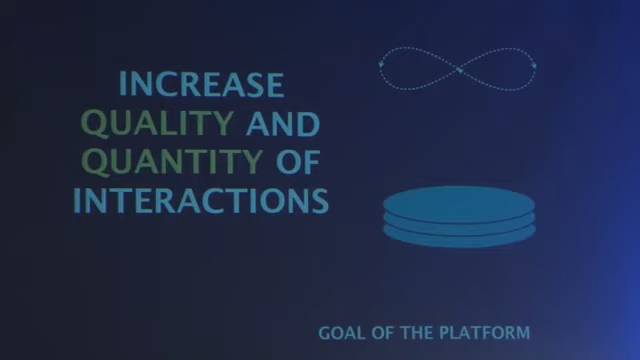 INCREASE
QUALITY AND
QUANTITY OF
INTERACTIONS
GOAL OF THE PLATFORM